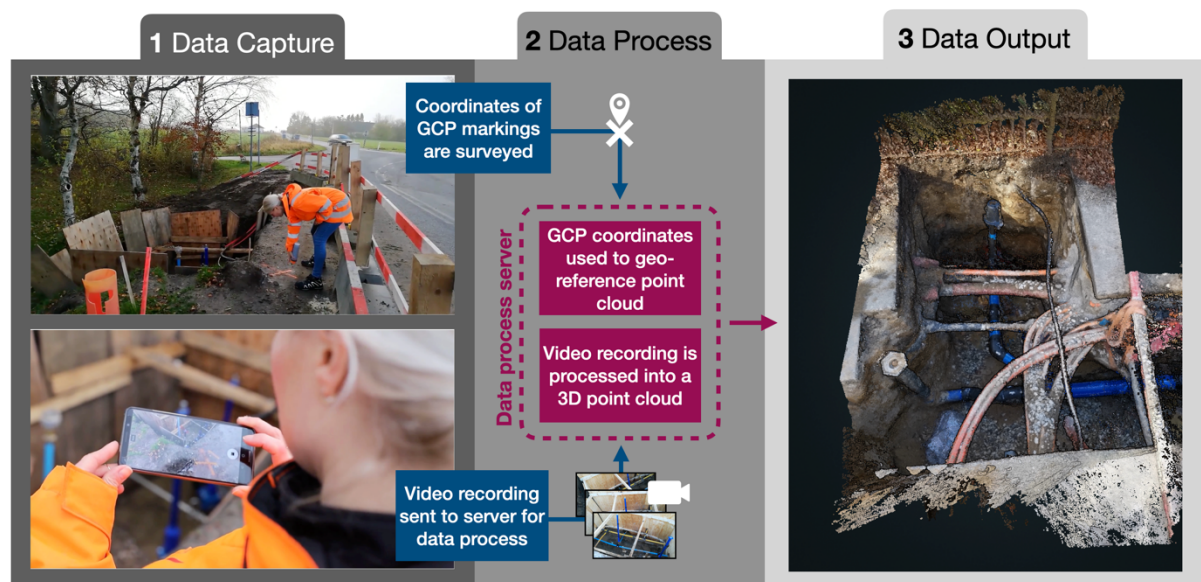 1 Data Capture
2 Data Process
3 Data Output
Coordinates of
GCP markings
are surveyed
Data process server
GCP coordinates
used to geo-
reference point
cloud
Video recording is
processed into a
3D point cloud
Video recording
sent to server for
data process